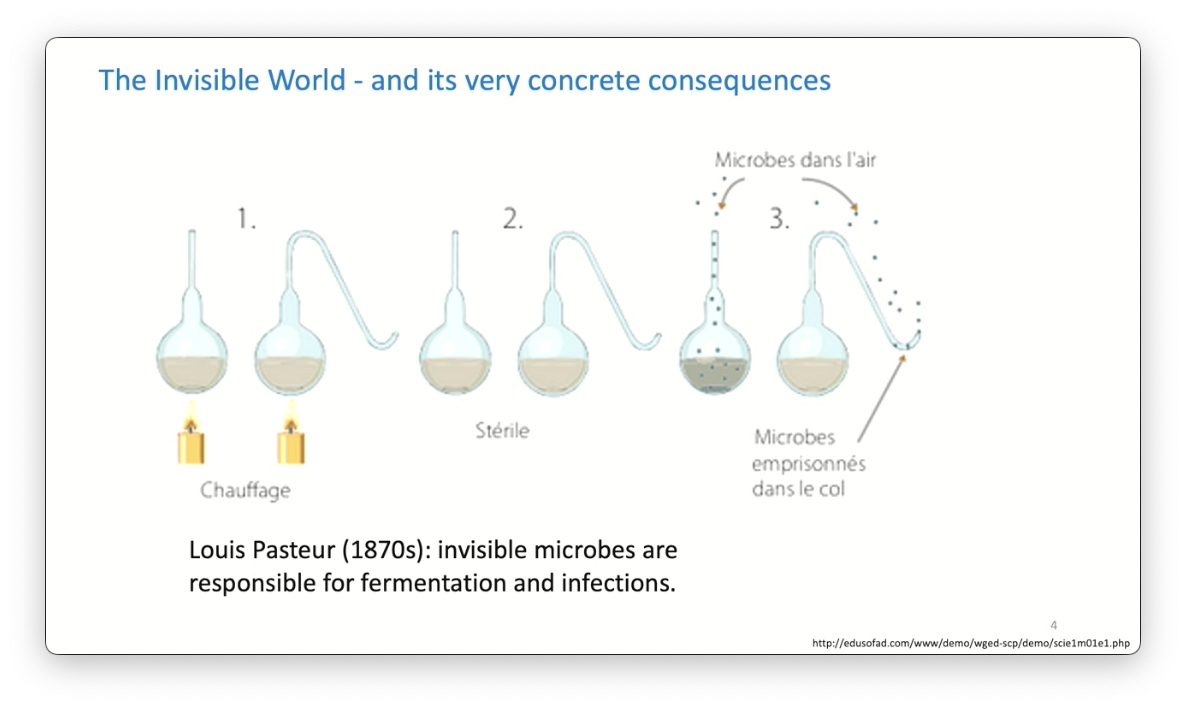 The Invisible World - and its very concrete consequences
Microbes dans l'air
1.
2.
3.
Stérile
Microbes
emprisonnés
dans le col
Chauffage
Louis Pasteur (1870s): invisible microbes are
responsible for fermentation and infections.
4
http://edusofad.com/www/demo/wged-scp/demo/scie1m01e1.php